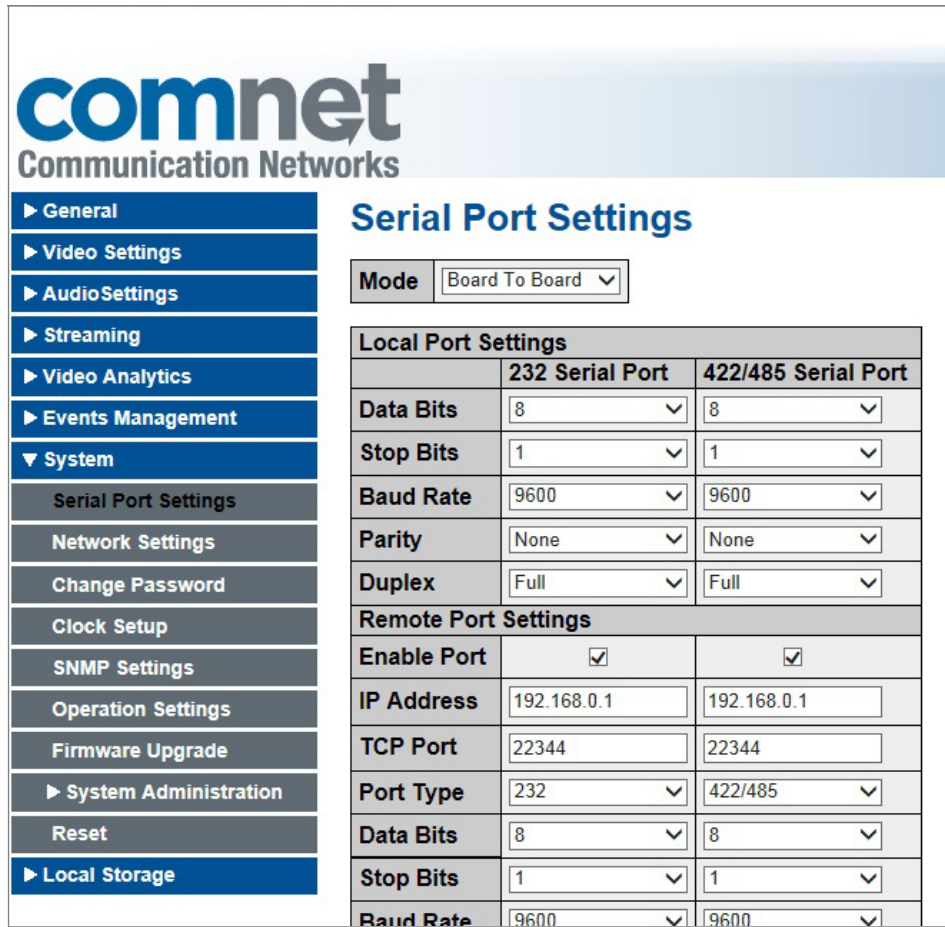 comnet
Communication Networks
General
Video Settings
AudioSettings
Streaming
Video Analytics
Events Management
System
Serial Port Settings
Network Settings
Change Password
Clock Setup
SNMP Settings
Operation Settings
Firmware Upgrade
System Administration
Reset
Local Storage
Serial Port Settings
Mode Board To Board
Local Port Settings
232 Serial Port 422/485 Serial Port
Data Bits 8 8
Stop Bits 1 1
Baud Rate 9600 9600
Parity None None
Duplex Full Full
Remote Port Settings
Enable Port
IP Address 192.168.0.1 192.168.0.1
TCP Port 22344 22344
Port Type 232 422/485
Data Bits 8 8
Stop Bits 1 1
Baud Rate 9600 9600